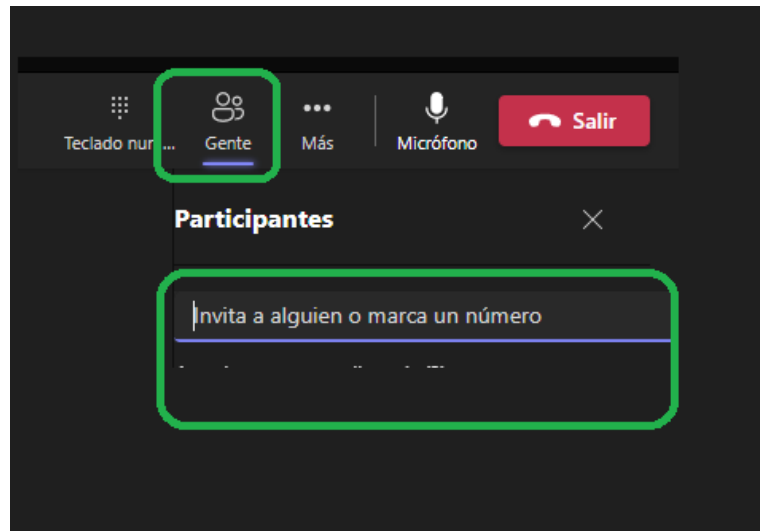 Salir
Teclado nur ... Gente Más Micrófono
Participantes
Invita a alguien o marca un número